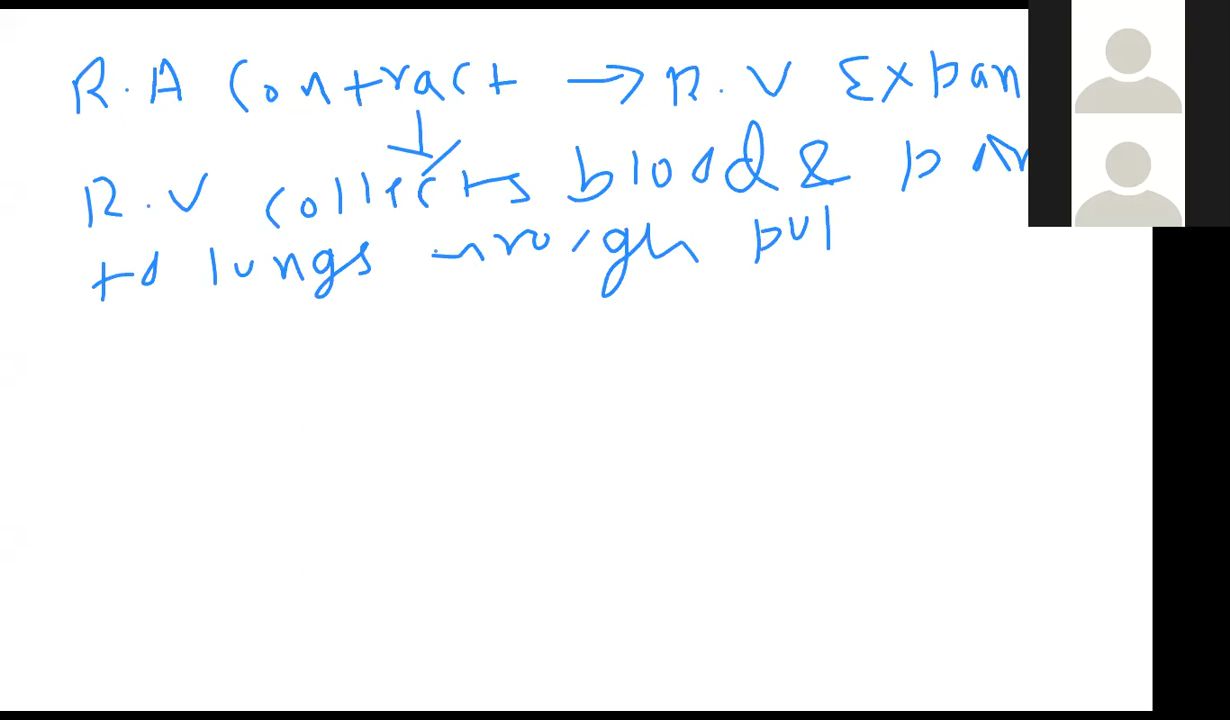 R.A contract → R.V Expan
R.V collects blood &
to lungs through pul